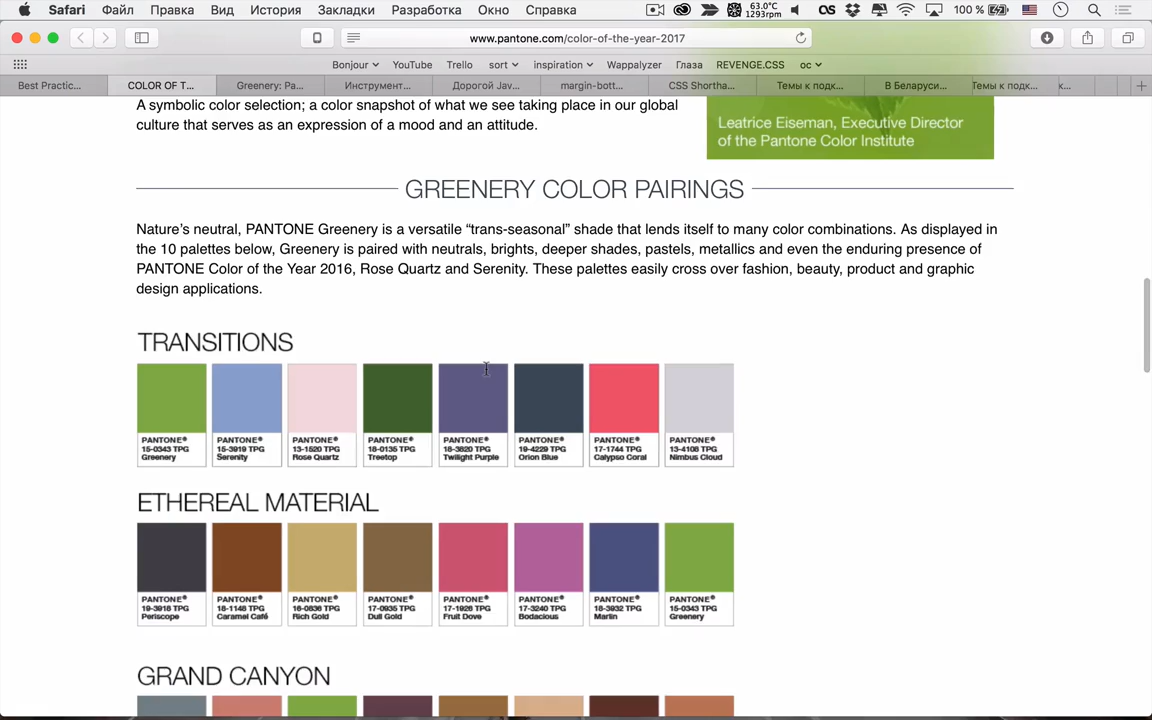 Safari Файл Правка Вид История Закладки Разработка Окно Справка 63.0°C 1293rpm 100 %
www.pantone.com/color-of-the-year-2017
Bonjour YouTube Trello sort inspiration Wappalyzer Глаза REVENGE.CSS ос
Best Practic... COLOR OF T... Greenery: Pa... Инструмент... Дорогой Jav... margin-bott... CSS Shortha... Темы к подк... В Беларуси... Темы к подк... к...
A symbolic color selection; a color snapshot of what we see taking place in our global
culture that serves as an expression of a mood and an attitude.
Leatrice Eiseman, Executive Director
of the Pantone Color Institute
GREENERY COLOR PAIRINGS
Nature's neutral, PANTONE Greenery is a versatile “trans-seasonal” shade that lends itself to many color combinations. As displayed in
the 10 palettes below, Greenery is paired with neutrals, brights, deeper shades, pastels, metallics and even the enduring presence of
PANTONE Color of the Year 2016, Rose Quartz and Serenity. These palettes easily cross over fashion, beauty, product and graphic
design applications.
TRANSITIONS
PANTONE® PANTONE® PANTONE® PANTONE® PANTONE® PANTONE® PANTONE® PANTONE®
15-0343 TPG 15-3919 TPG 13-1520 TPG 18-0135 TPG 18-3820 TPG 19-4229 TPG 17-1744 TPG 13-4108 TPG
Greenery Serenity Rose Quartz Treetop Twilight Purple Orion Blue Calypso Coral Nimbus Cloud
ETHEREAL MATERIAL
PANTONE® PANTONE® PANTONE® PANTONE® PANTONE® PANTONE® PANTONE® PANTONE®
19-3918 TPG 18-1148 TPG 16-0836 TPG 17-0935 TPG 17-1926 TPG 17-3240 TPG 18-3932 TPG 15-0343 TPG
Periscope Caramel Café Rich Gold Dull Gold Fruit Dove Bodacious Marlin Greenery
GRAND CANYON